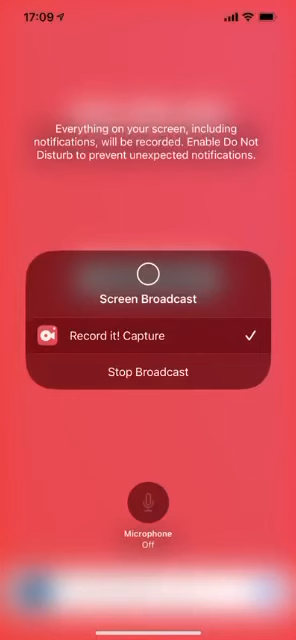 17:09
Everything on your screen, including
notifications, will be recorded. Enable Do Not
Disturb to prevent unexpected notifications.
Screen Broadcast
Record it! Capture
Stop Broadcast
Microphone
Off